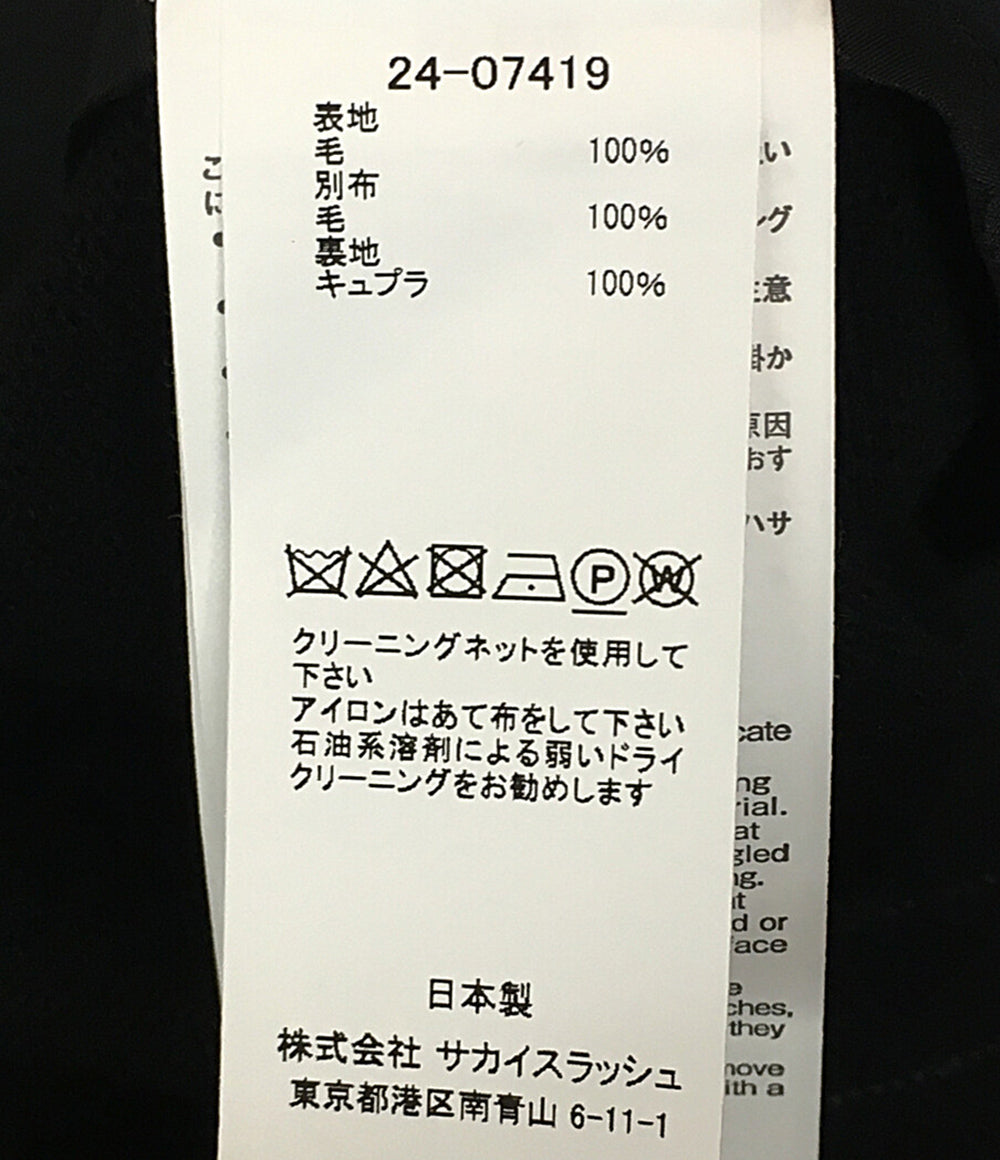 24-07419
表地
毛 100%
別布
毛 100%
裏地
キュプラ 100%
P W
クリーニングネットを使用して
下さい
アイロンはあて布をして下さい
石油系溶剤による弱いドライ
クリーニングをお勧めします
日本製
株式会社 サカイスラッシュ
東京都港区南青山 6-11-1
or
they
a